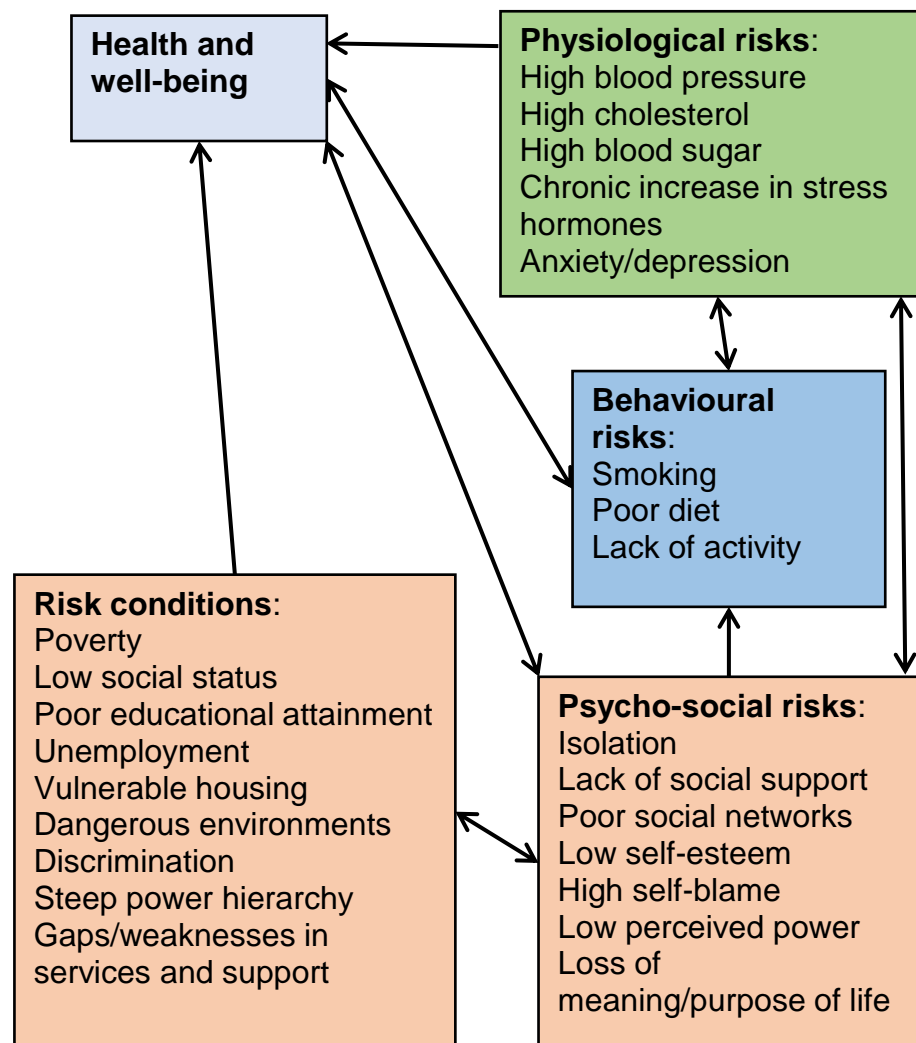 Health and
well-being
Physiological risks:
High blood pressure
High cholesterol
High blood sugar
Chronic increase in stress
hormones
Anxiety/depression
Behavioural
risks:
Smoking
Poor diet
Lack of activity
Risk conditions:
Poverty
Low social status
Poor educational attainment
Unemployment
Vulnerable housing
Dangerous environments
Discrimination
Steep power hierarchy
Gaps/weaknesses in
services and support
Psycho-social risks:
Isolation
Lack of social support
Poor social networks
Low self-esteem
High self-blame
Low perceived power
Loss of
meaning/purpose of life